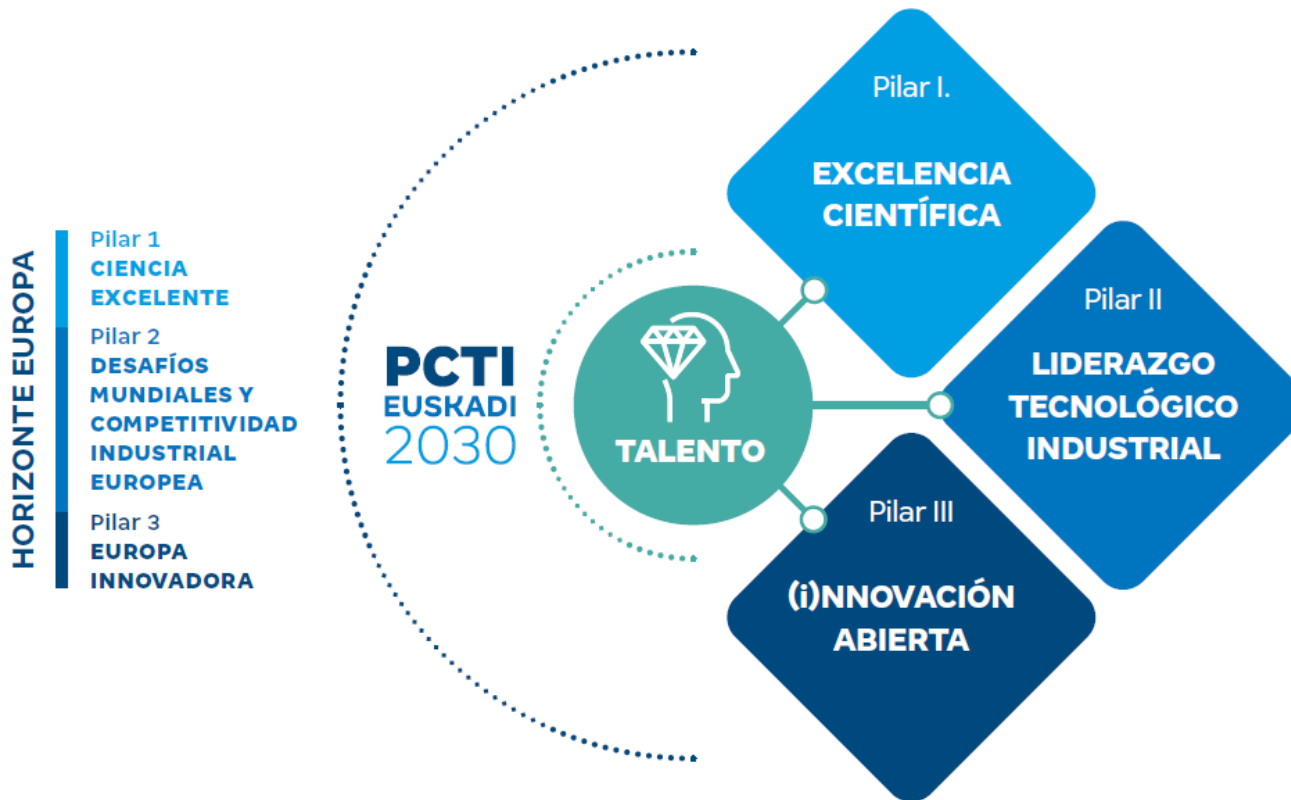 HORIZONTE EUROPA
Pilar 1
CIENCIA
EXCELENTE
Pilar 2
DESAFÍOS
MUNDIALES Y
COMPETITIVIDAD
INDUSTRIAL
EUROPEA
Pilar 3
EUROPA
INNOVADORA
PCTI
EUSKADI
2030
TALENTO
Pilar I.
EXCELENCIA
CIENTÍFICA
Pilar II
LIDERAZGO
TECNOLÓGICO
INDUSTRIAL
Pilar III
(i)NNOVACIÓN
ABIERTA